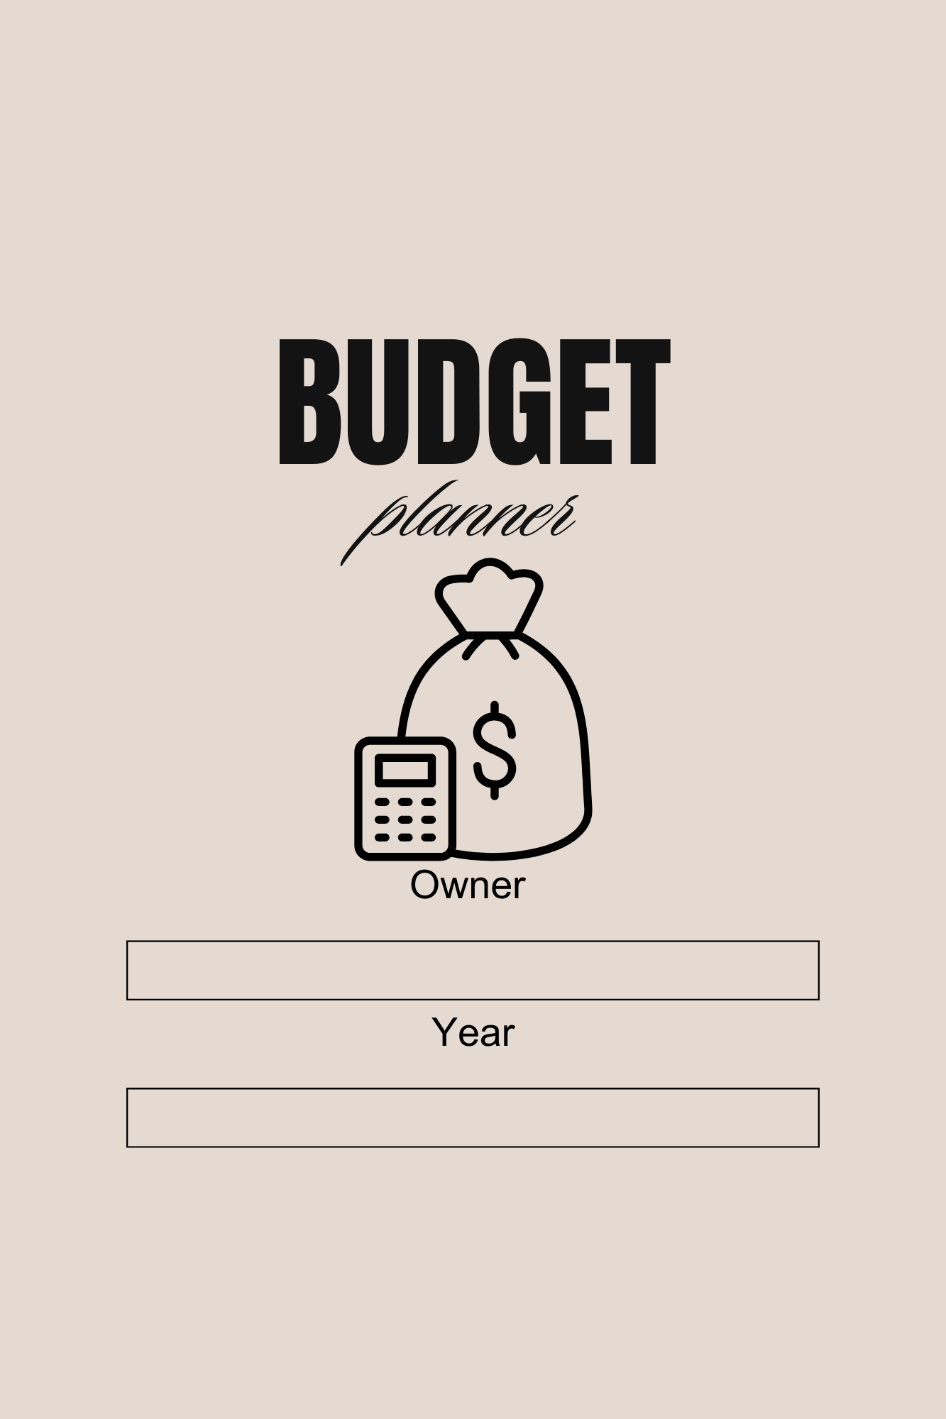 BUDGET
planner
$
Owner
Year